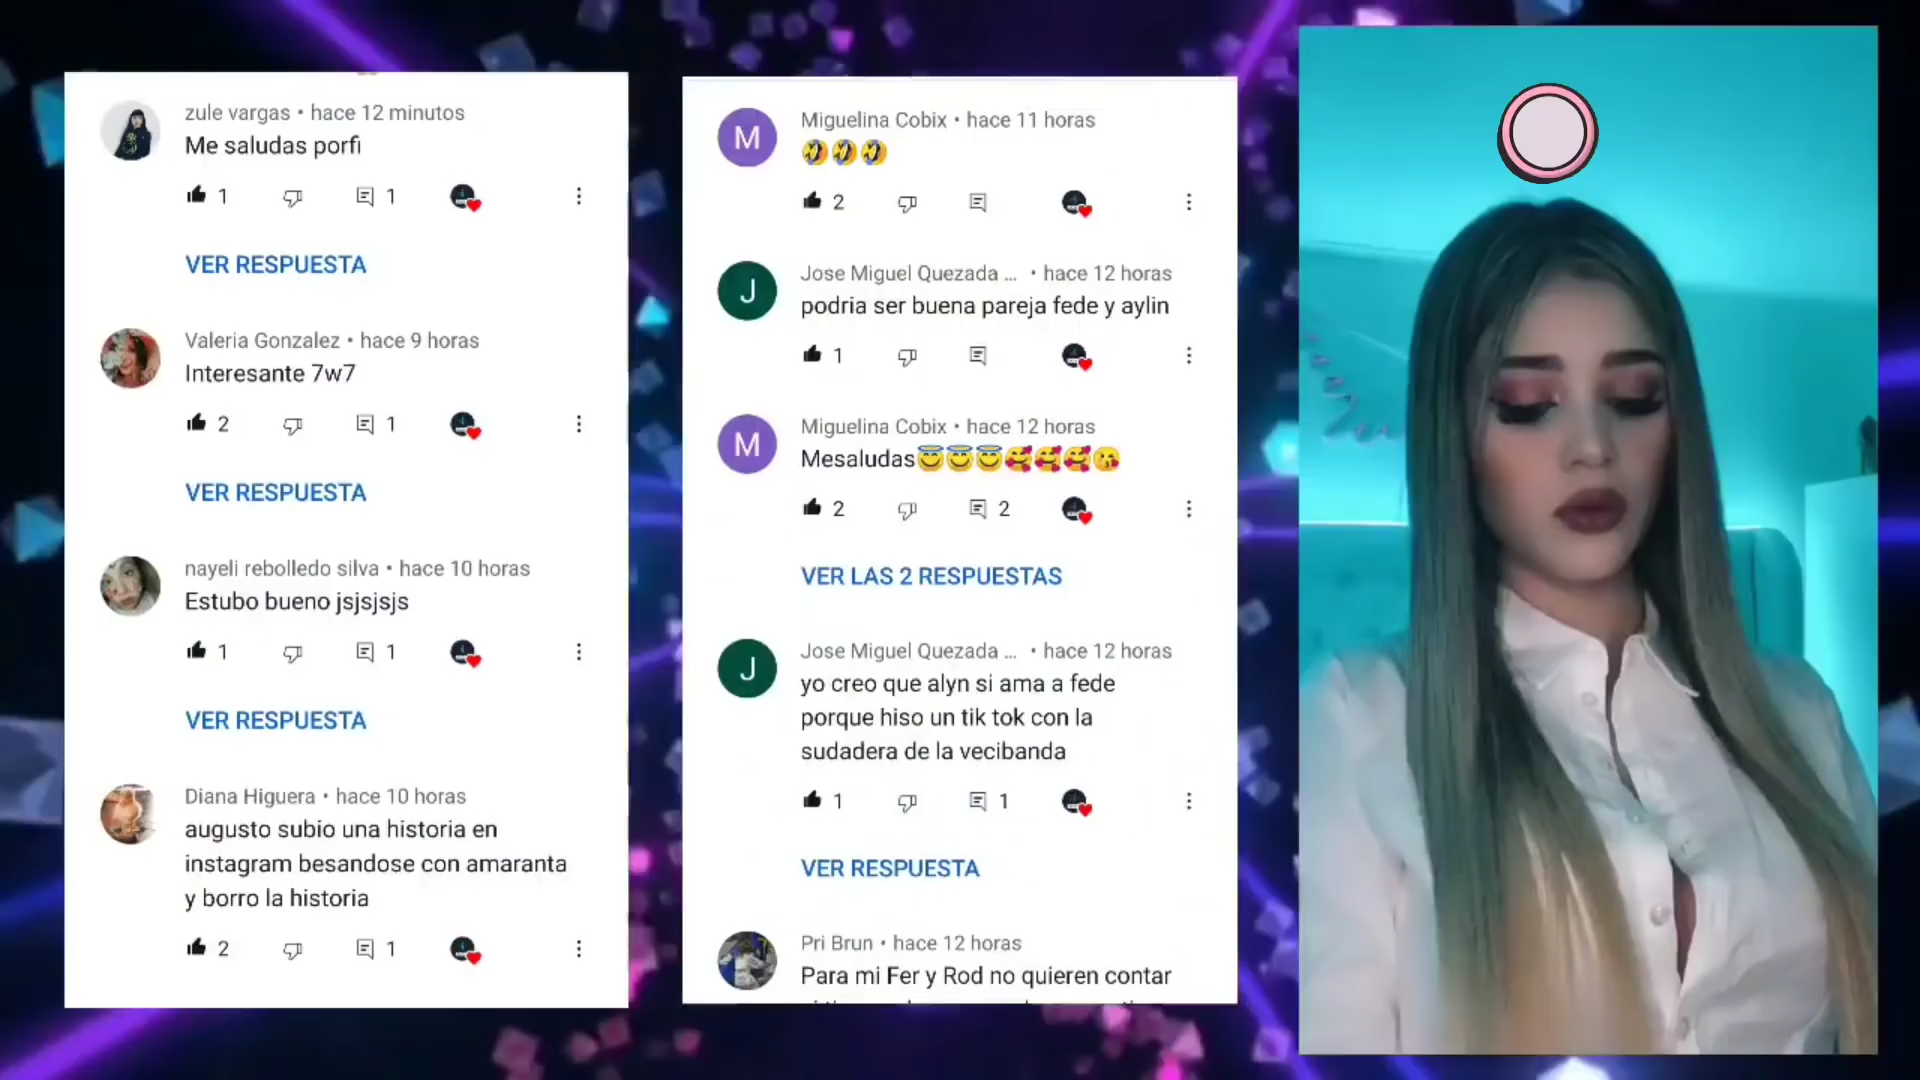 zule vargas • hace 12 minutos
Me saludas porfi
1 1
VER RESPUESTA
Valeria Gonzalez • hace 9 horas
Interesante 7w7
2 1
VER RESPUESTA
nayeli rebolledo silva • hace 10 horas
Estubo bueno jsjsjsjs
1 1
VER RESPUESTA
Diana Higuera • hace 10 horas
augusto subio una historia en
instagram besandose con amaranta
y borro la historia
2 1
M
Miguelina Cobix • hace 11 horas
🤣🤣🤣
2
J
Jose Miguel Quezada ... • hace 12 horas
podria ser buena pareja fede y aylin
1
M
Miguelina Cobix • hace 12 horas
Mesaludas😇😇😇🥰🥰🥰😘
2 2
VER LAS 2 RESPUESTAS
J
Jose Miguel Quezada ... • hace 12 horas
yo creo que alyn si ama a fede
porque hiso un tik tok con la
sudadera de la vecibanda
1 1
VER RESPUESTA
Pri Brun • hace 12 horas
Para mi Fer y Rod no quieren contar